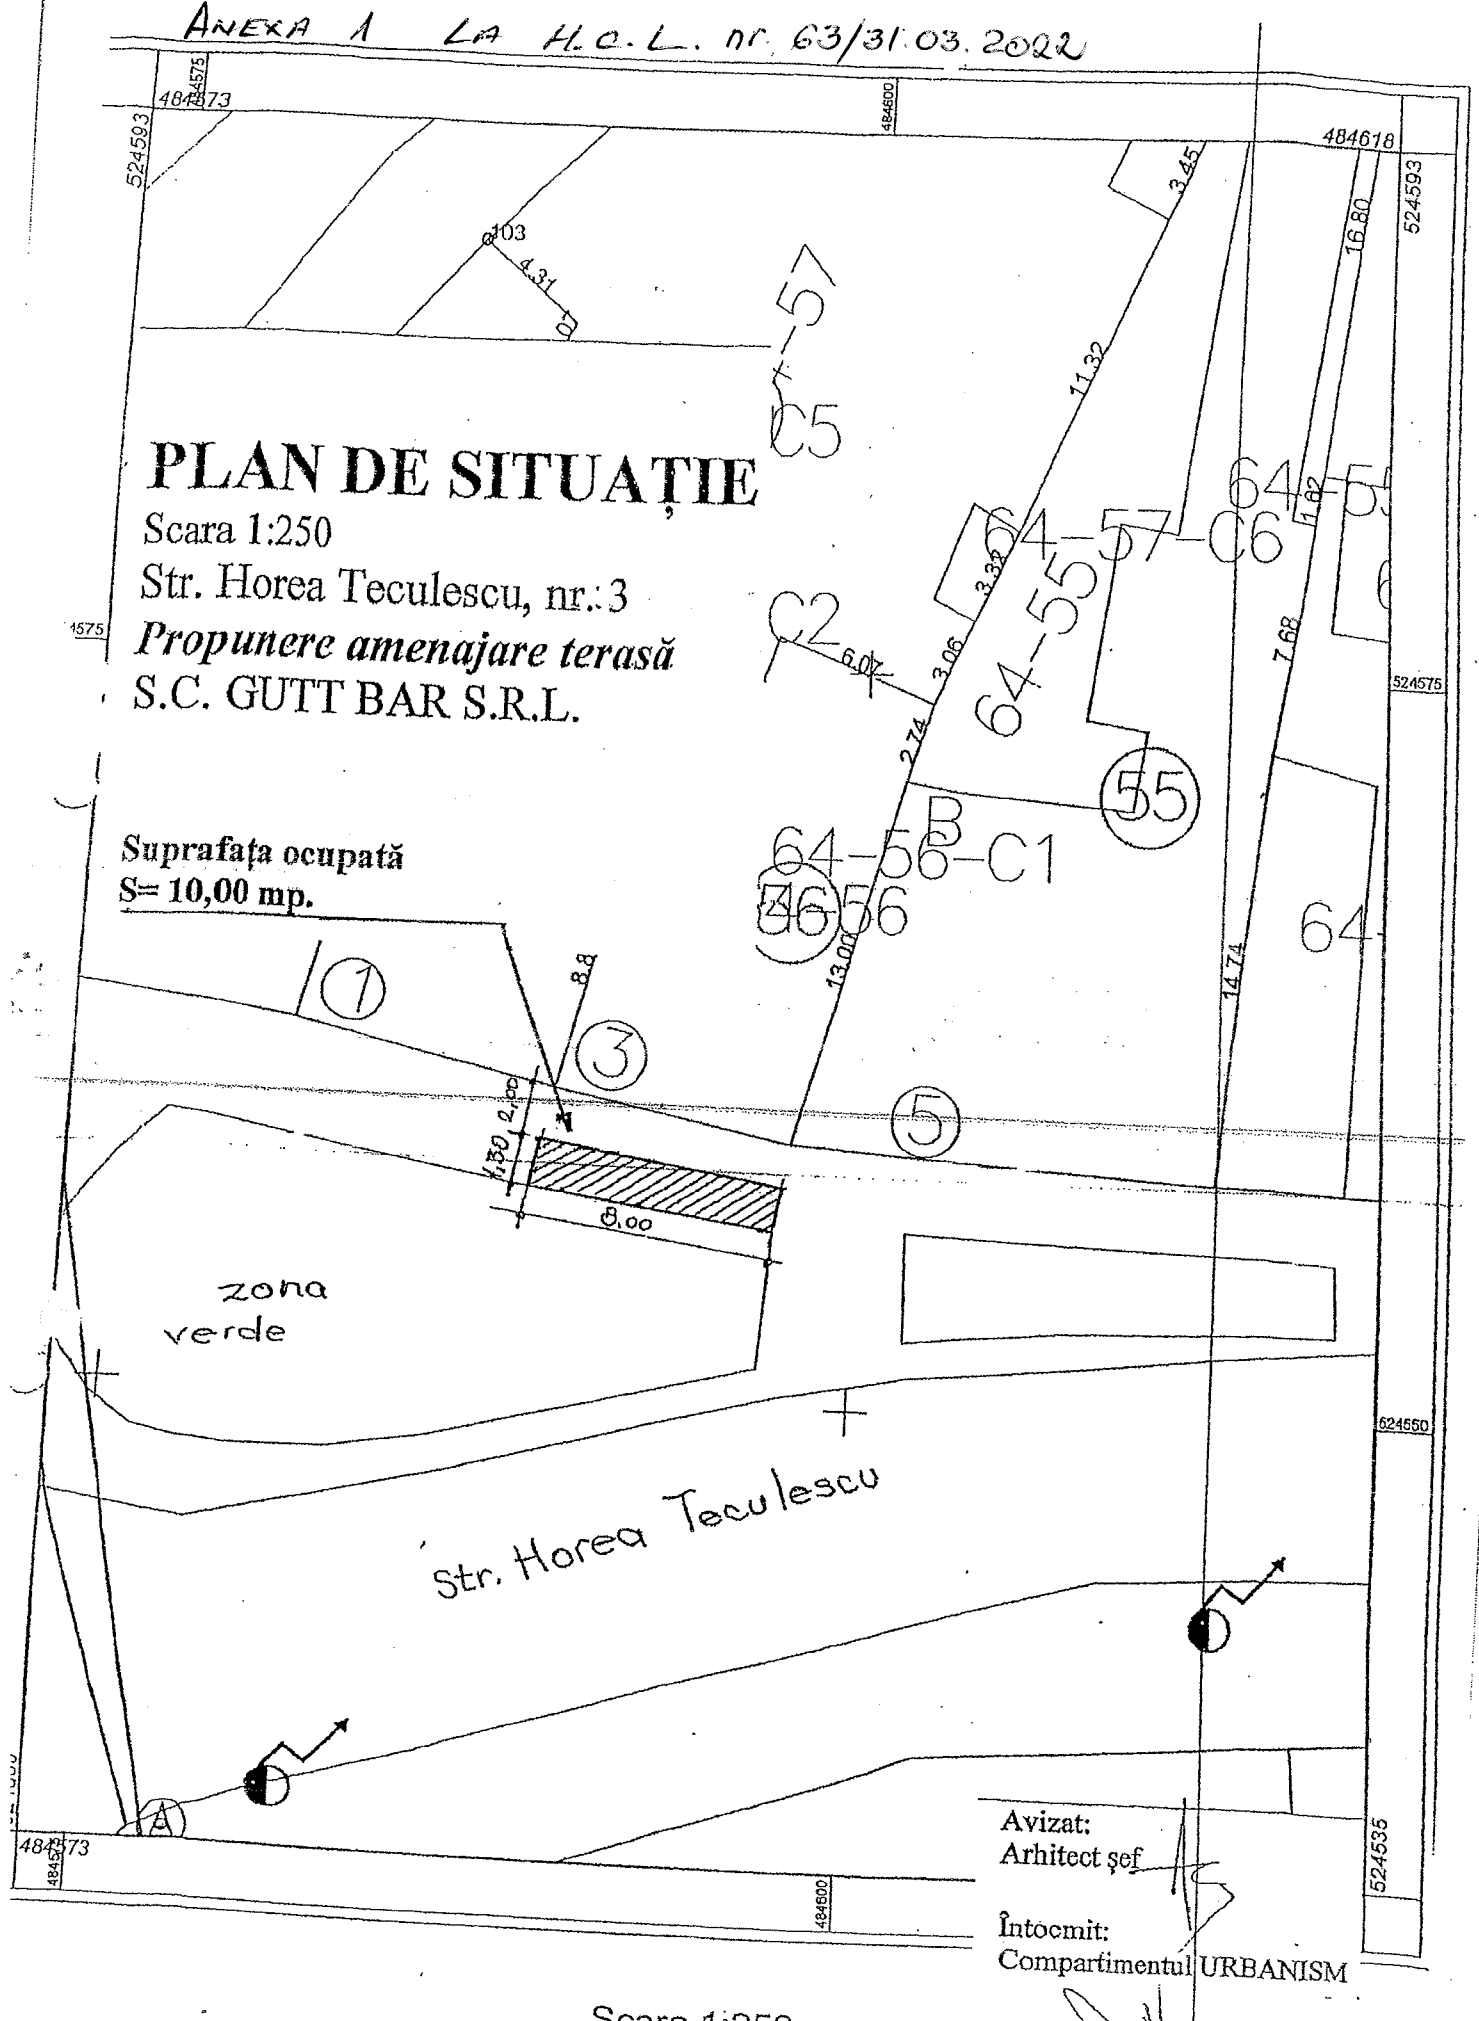 ANEXA 1 LA H.C.L. nr. 63/31.03.2022
484573
484575
484600
484618
524593
524593
103
4.31
3.45
16.80
11.32
C5
PLAN DE SITUAȚIE
Scara 1:250
Str. Horea Teculescu, nr.: 3
Propunere amenajare terasă
S.C. GUTT BAR S.R.L.
64-57-C6
1.62
3.32
64-55
C2
6.07
3.06
7.68
524575
2.74
55
B
64-56-C1
Suprafața ocupată
S= 10,00 mp.
13.00
14.74
64
1
8.8
3
2,00
5
1,30
8,00
zona
verde
524550
Str. Horea Teculescu
A
484573
484600
524535
Avizat:
Arhitect șef
Întocmit:
Compartimentul URBANISM